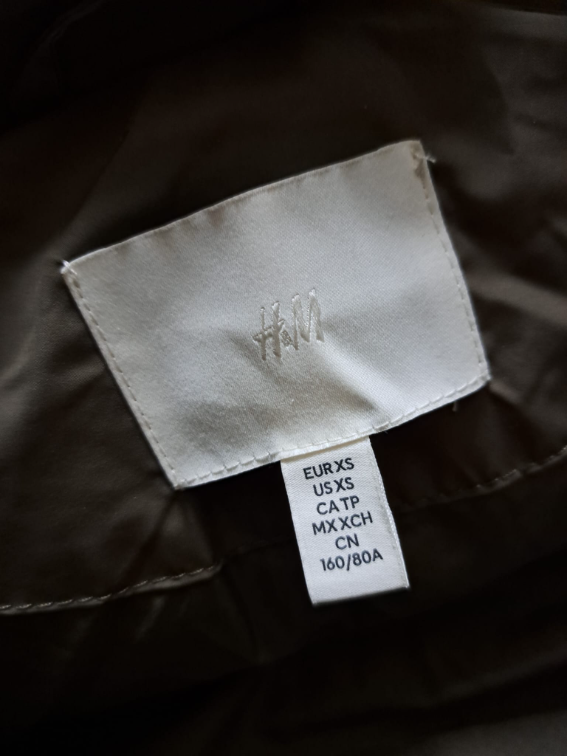 H&M
EUR XS
US XS
CA TP
MX XCH
CN
160/80A